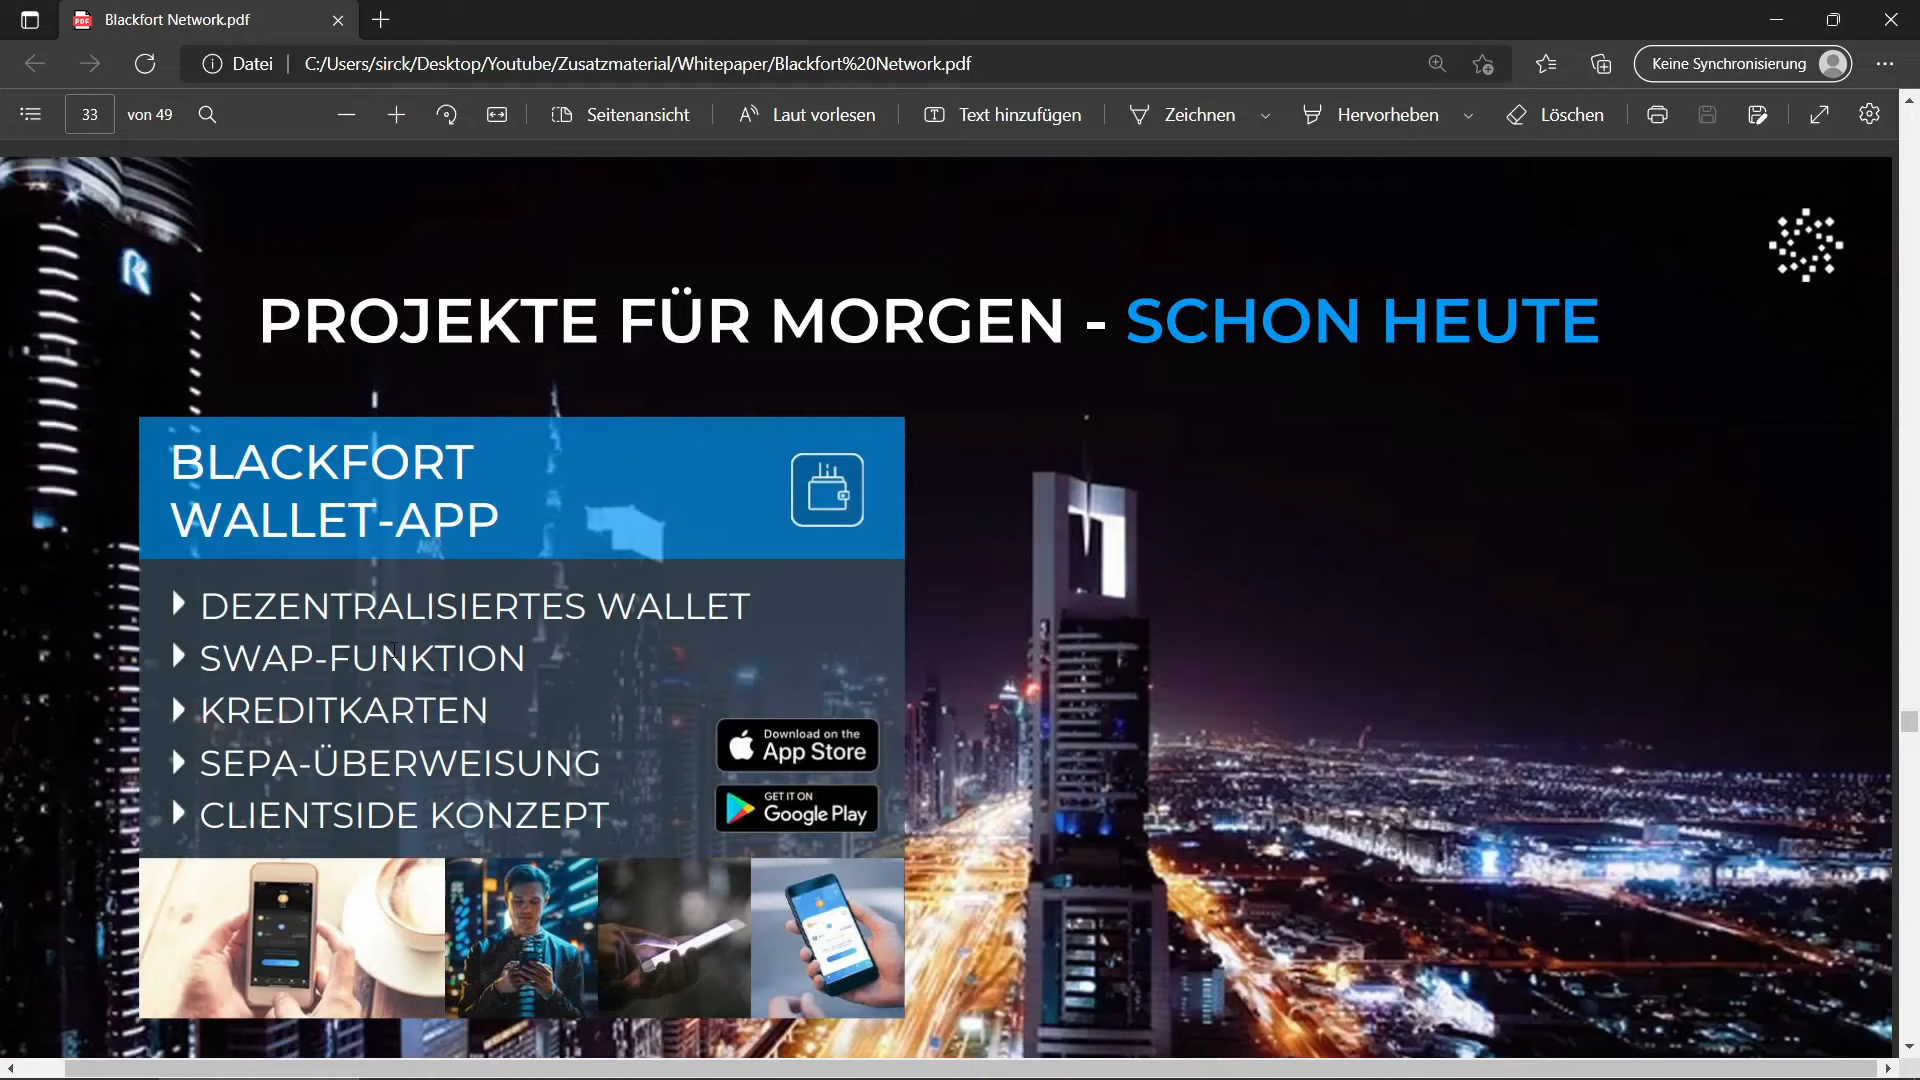 Blackfort Network.pdf
Datei
C:/Users/sirck/Desktop/Youtube/Zusatzmaterial/Whitepaper/Blackfort%20Network.pdf
Keine Synchronisierung
33 von 49
Seitenansicht
Laut vorlesen
Text hinzufügen
Zeichnen
Hervorheben
Löschen
PROJEKTE FÜR MORGEN - SCHON HEUTE
BLACKFORT
WALLET-APP
DEZENTRALISIERTES WALLET
SWAP-FUNKTION
KREDITKARTEN
SEPA-ÜBERWEISUNG
CLIENTSIDE KONZEPT
Download on the
App Store
GET IT ON
Google Play